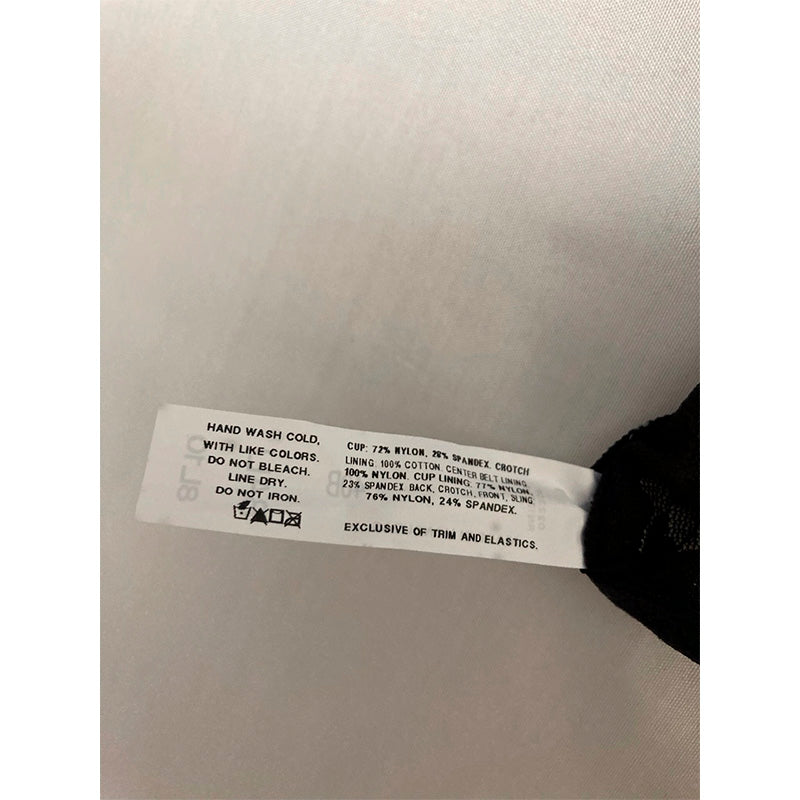 HAND WASH COLD,
WITH LIKE COLORS.
DO NOT BLEACH.
LINE DRY.
DO NOT IRON.
CUP: 72% NYLON, 28% SPANDEX. CROTCH
LINING: 100% COTTON. CENTER BELT LINING:
100% NYLON. CUP LINING: 77% NYLON,
23% SPANDEX. BACK, CROTCH, FRONT, SLING:
76% NYLON, 24% SPANDEX.
EXCLUSIVE OF TRIM AND ELASTICS.